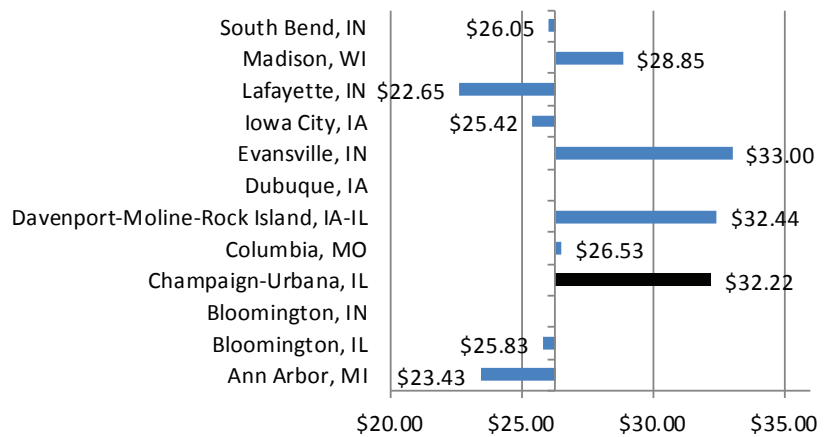 South Bend, IN $26.05
Madison, WI $28.85
Lafayette, IN $22.65
Iowa City, IA $25.42
Evansville, IN $33.00
Dubuque, IA
Davenport-Moline-Rock Island, IA-IL $32.44
Columbia, MO $26.53
Champaign-Urbana, IL $32.22
Bloomington, IN
Bloomington, IL $25.83
Ann Arbor, MI $23.43
$20.00 $25.00 $30.00 $35.00